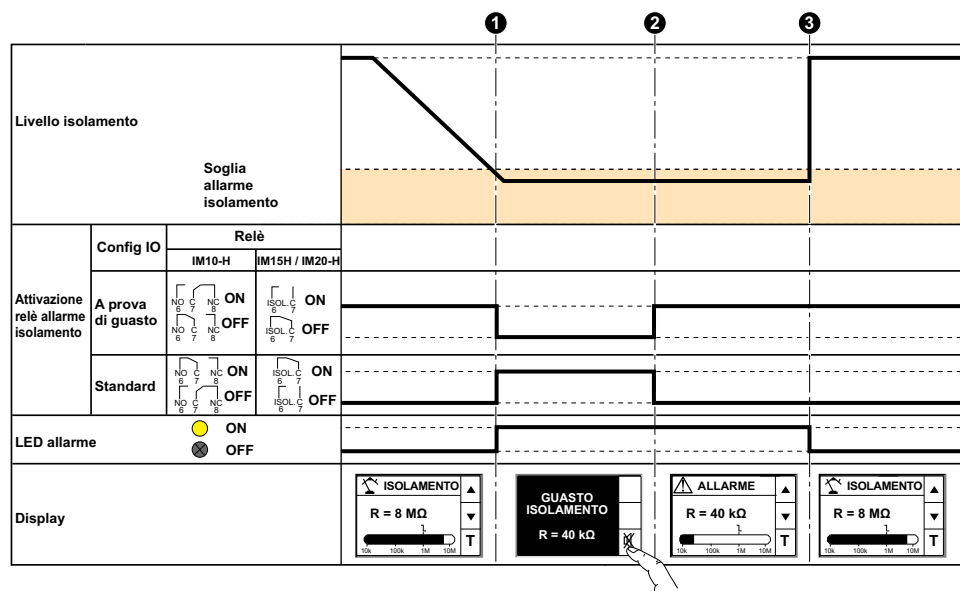 1 2 3
Livello isolamento
Soglia
allarme
isolamento
Attivazione
relè allarme
isolamento
Config IO
Relè
IM10-H
IM15H / IM20-H
A prova
di guasto
NO C NC ON
6 7 8
NO C NC OFF
6 7 8
ISOL. C ON
6 7
ISOL. C OFF
6 7
Standard
NO C NC ON
6 7 8
NO C NC OFF
6 7 8
ISOL. C ON
6 7
ISOL. C OFF
6 7
LED allarme
ON
OFF
Display
ISOLAMENTO
R = 8 MΩ
T
10k 100k 1M 10M
GUASTO
ISOLAMENTO
R = 40 kΩ
ALLARME
R = 40 kΩ
T
10k 100k 1M 10M
ISOLAMENTO
R = 8 MΩ
T
10k 100k 1M 10M